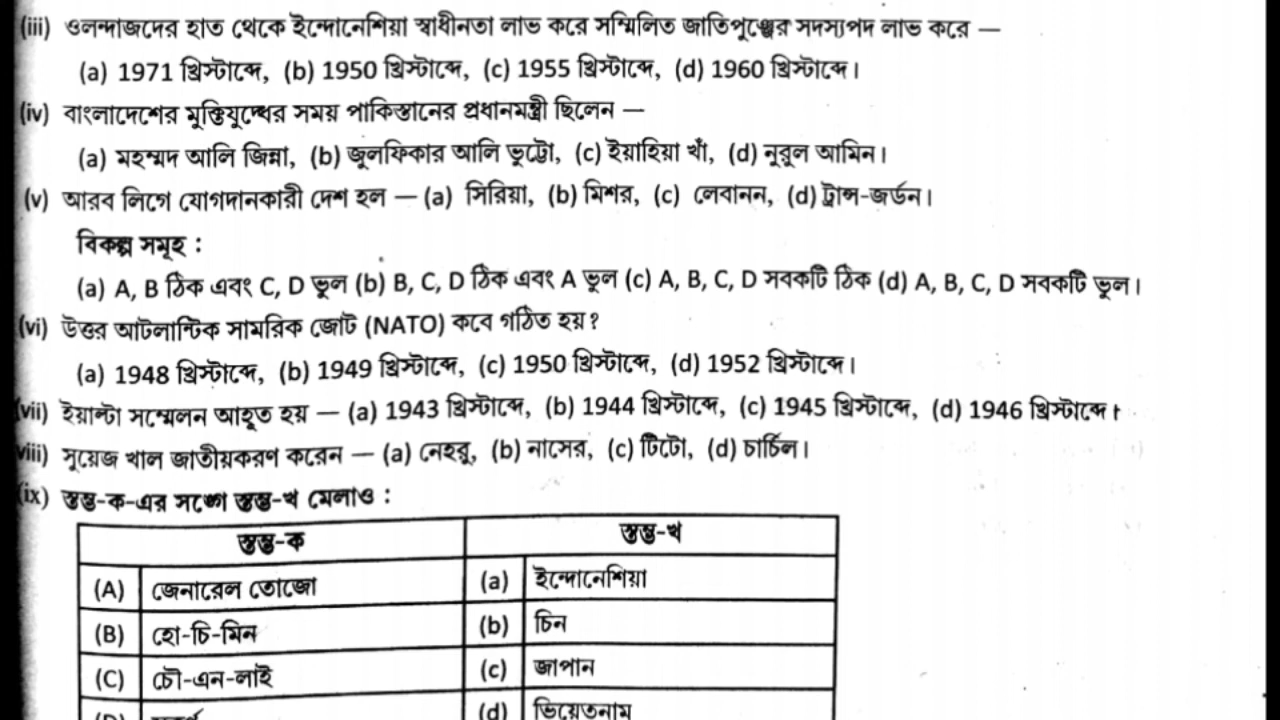 (iii) ওলন্দাজদের হাত থেকে ইন্দোনেশিয়া স্বাধীনতা লাভ করে সম্মিলিত জাতিপুঞ্জের সদস্যপদ লাভ করে —
(a) 1971 খ্রিস্টাব্দে, (b) 1950 খ্রিস্টাব্দে, (c) 1955 খ্রিস্টাব্দে, (d) 1960 খ্রিস্টাব্দে।
(iv) বাংলাদেশের মুক্তিযুদ্ধের সময় পাকিস্তানের প্রধানমন্ত্রী ছিলেন —
(a) মহম্মদ আলি জিন্না, (b) জুলফিকার আলি ভুট্টো, (c) ইয়াহিয়া খাঁ, (d) নুরুল আমিন।
(v) আরব লিগে যোগদানকারী দেশ হল — (a) সিরিয়া, (b) মিশর, (c) লেবানন, (d) ট্রান্স-জর্ডন।
বিকল্প সমূহ :
(a) A, B ঠিক এবং C, D ভুল (b) B, C, D ঠিক এবং A ভুল (c) A, B, C, D সবকটি ঠিক (d) A, B, C, D সবকটি ভুল।
(vi) উত্তর আটলান্টিক সামরিক জোট (NATO) কবে গঠিত হয়?
(a) 1948 খ্রিস্টাব্দে, (b) 1949 খ্রিস্টাব্দে, (c) 1950 খ্রিস্টাব্দে, (d) 1952 খ্রিস্টাব্দে।
(vii) ইয়াল্টা সম্মেলন আহূত হয় — (a) 1943 খ্রিস্টাব্দে, (b) 1944 খ্রিস্টাব্দে, (c) 1945 খ্রিস্টাব্দে, (d) 1946 খ্রিস্টাব্দে।
viii) সুয়েজ খাল জাতীয়করণ করেন — (a) নেহরু, (b) নাসের, (c) টিটো, (d) চার্চিল।
(ix) স্তম্ভ-ক-এর সঙ্গে স্তম্ভ-খ মেলাও :
স্তম্ভ-ক স্তম্ভ-খ
(A) জেনারেল তোজো (a) ইন্দোনেশিয়া
(B) হো-চি-মিন (b) চিন
(C) চৌ-এন-লাই (c) জাপান
(d) ভিয়েতনাম